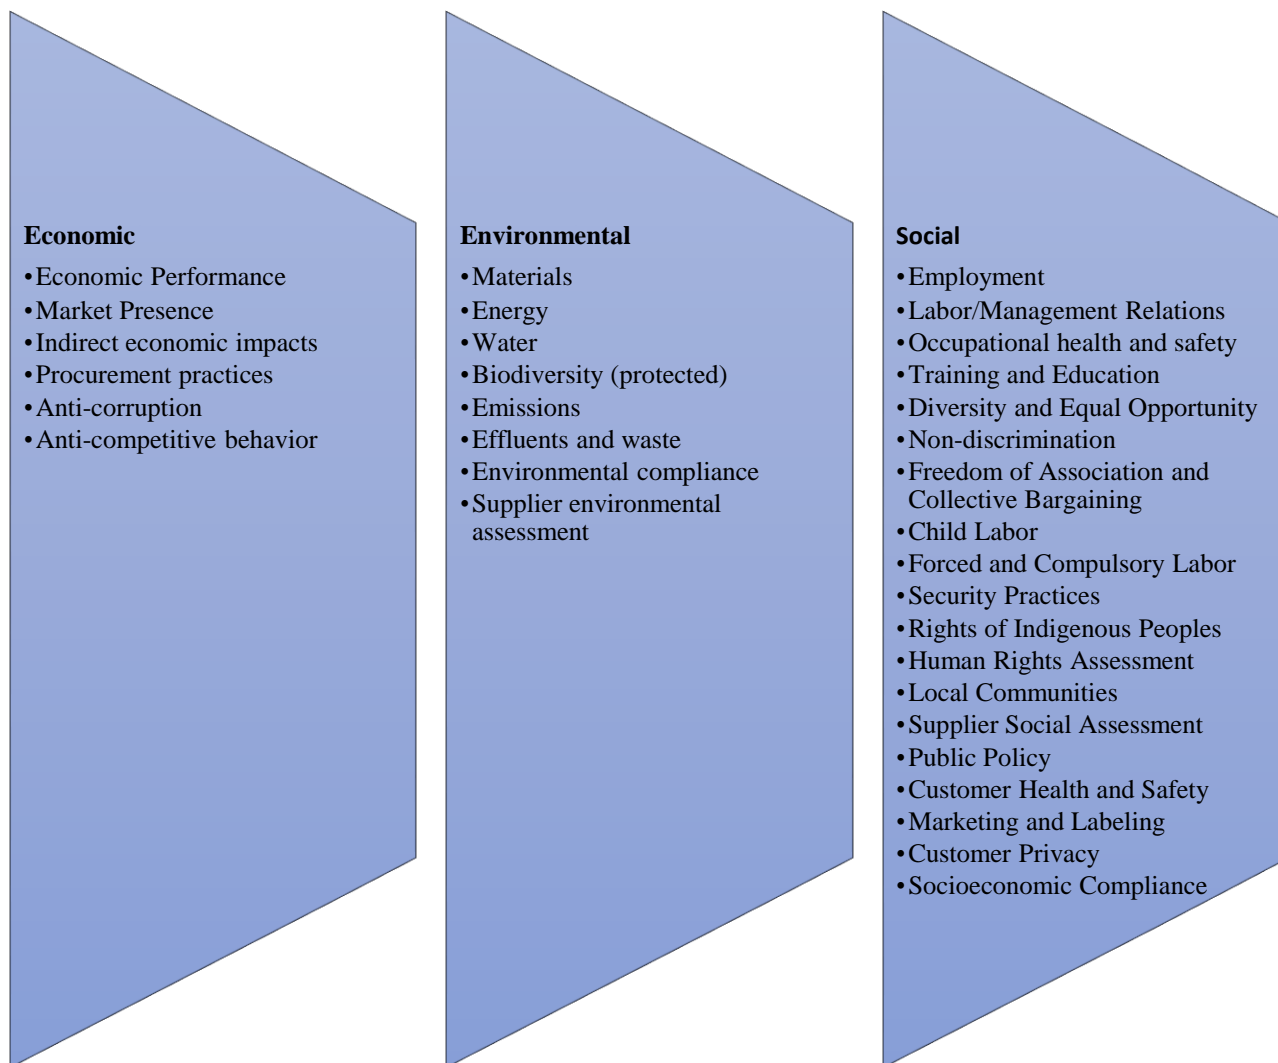 Economic
•Economic Performance
•Market Presence
•Indirect economic impacts
•Procurement practices
•Anti-corruption
•Anti-competitive behavior
Environmental
•Materials
•Energy
•Water
•Biodiversity (protected)
•Emissions
•Effluents and waste
•Environmental compliance
•Supplier environmental
assessment
Social
•Employment
•Labor/Management Relations
•Occupational health and safety
•Training and Education
•Diversity and Equal Opportunity
•Non-discrimination
•Freedom of Association and
Collective Bargaining
•Child Labor
•Forced and Compulsory Labor
•Security Practices
•Rights of Indigenous Peoples
•Human Rights Assessment
•Local Communities
•Supplier Social Assessment
•Public Policy
•Customer Health and Safety
•Marketing and Labeling
•Customer Privacy
•Socioeconomic Compliance